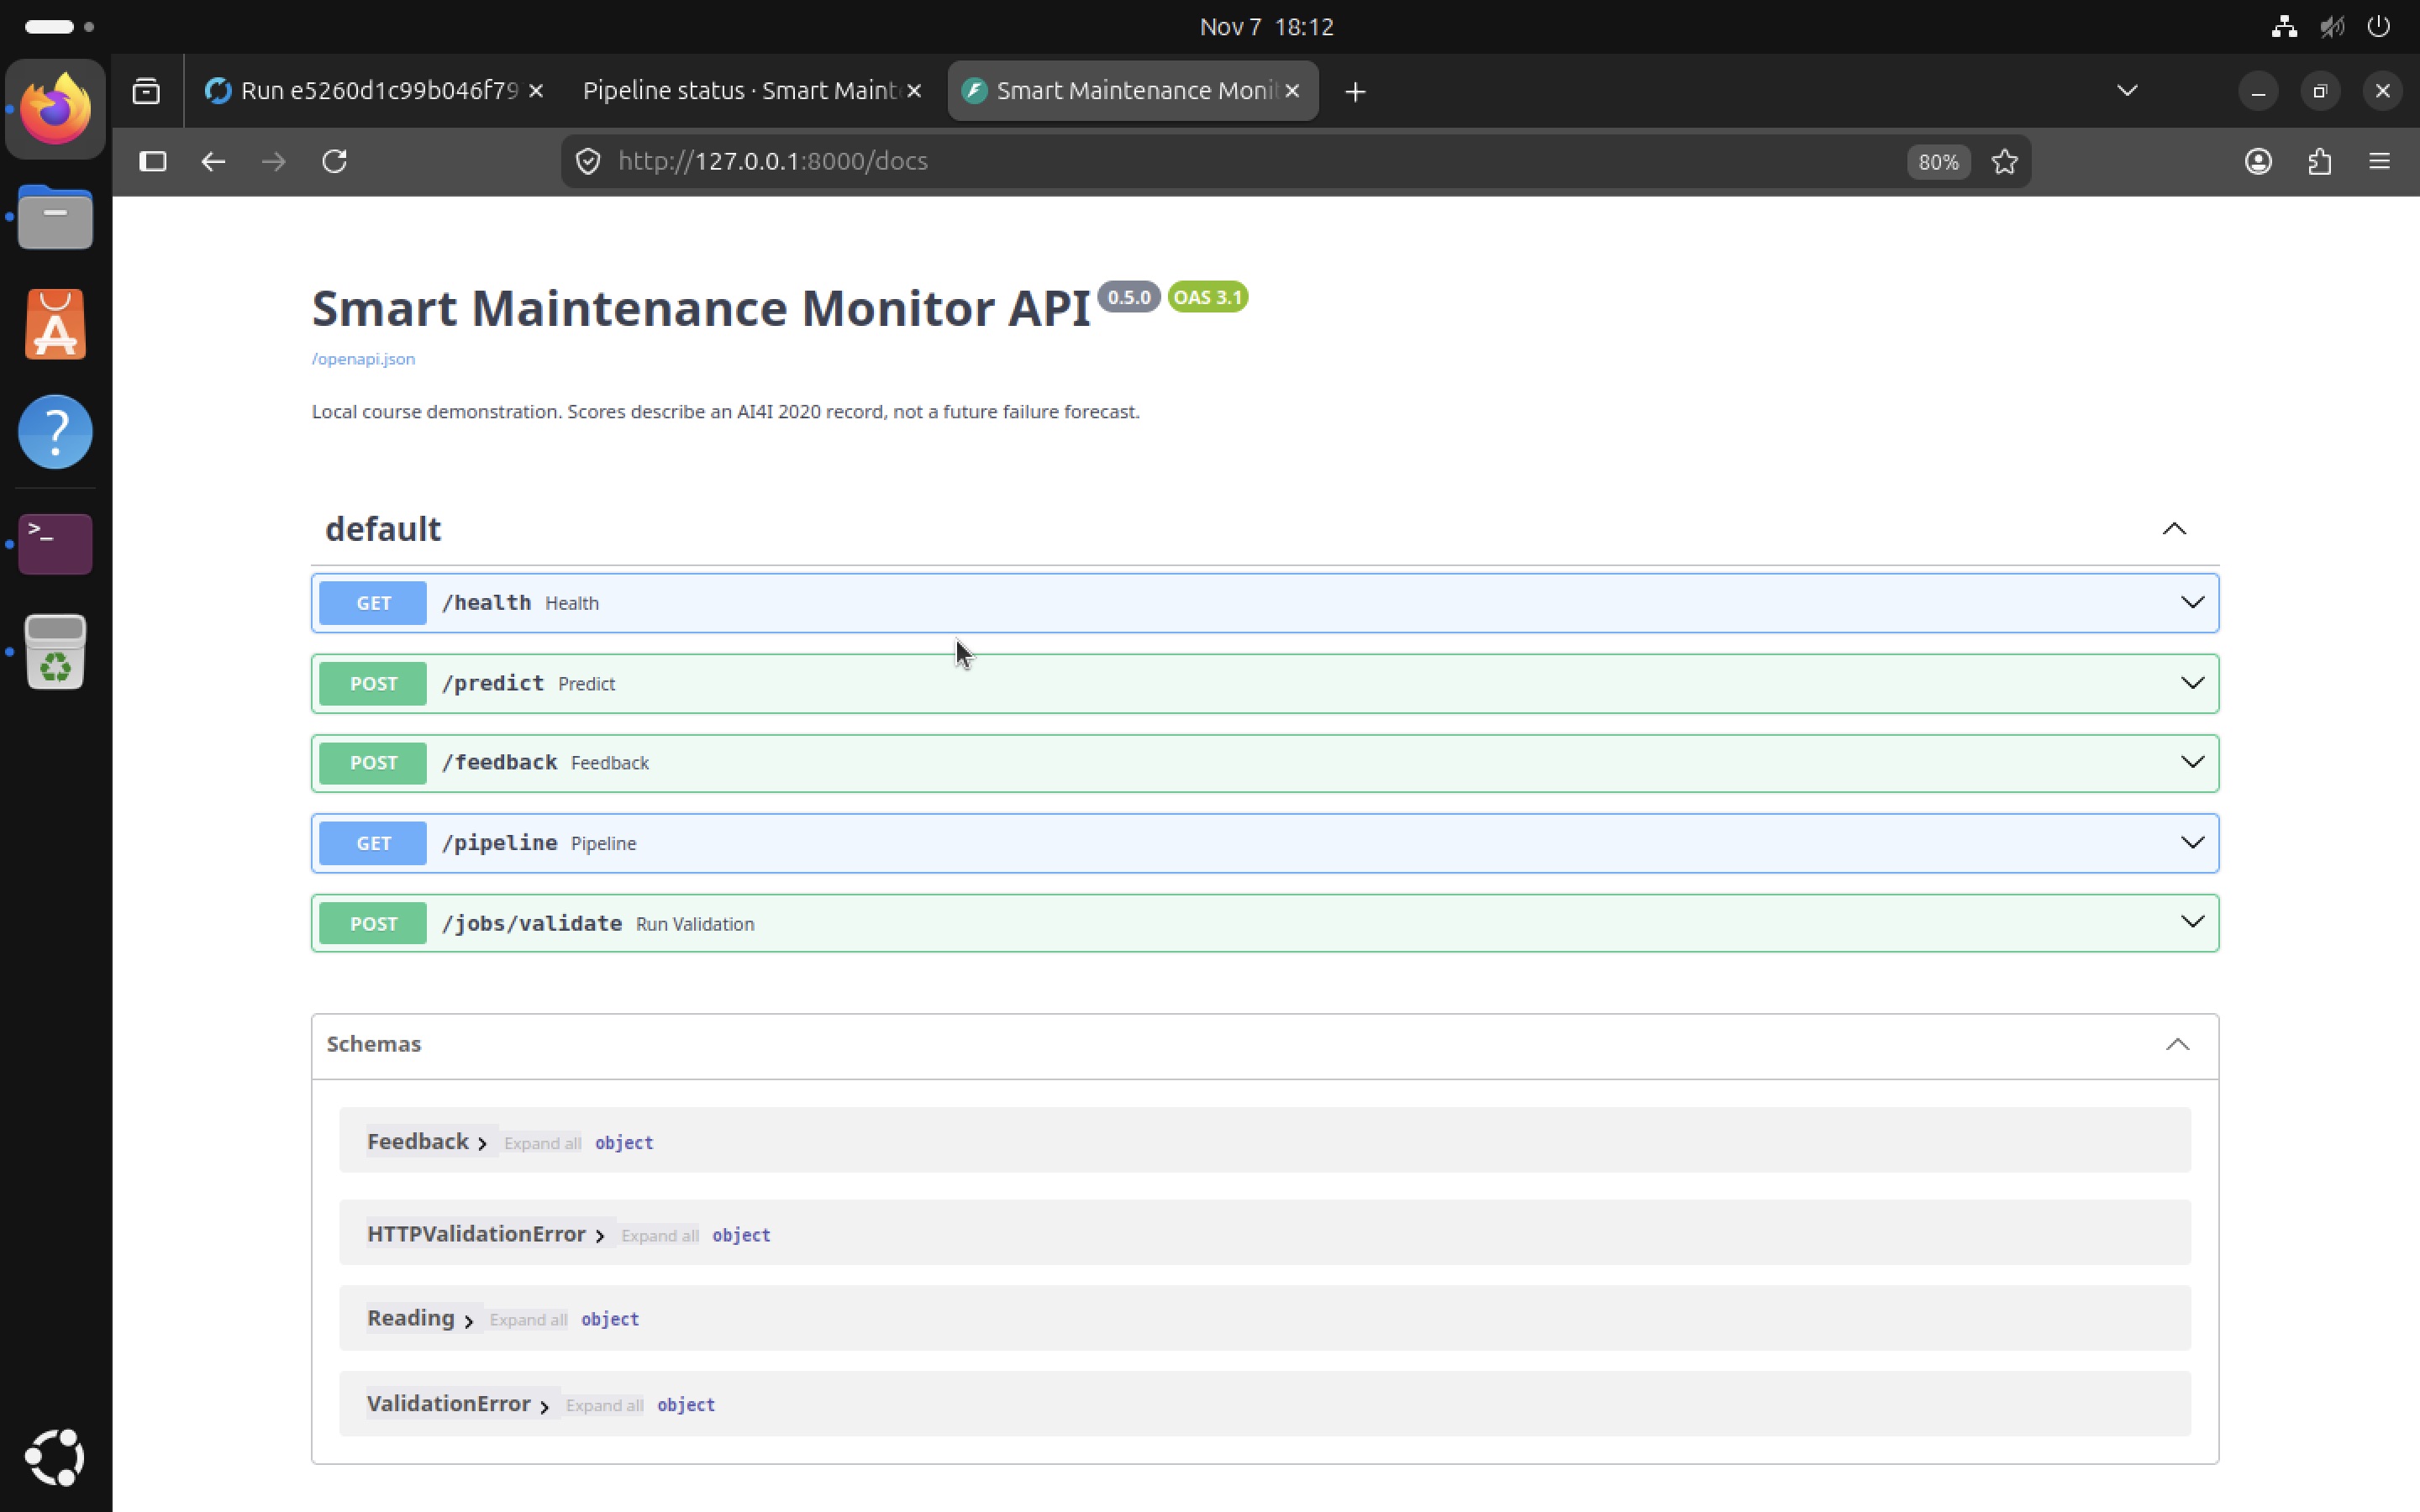 Nov 7 18:12
Run e5260d1c99b046f79
Pipeline status · Smart Maint
Smart Maintenance Monit
http://127.0.0.1:8000/docs
80%
Smart Maintenance Monitor API 0.5.0 OAS 3.1
/openapi.json
Local course demonstration. Scores describe an AI4I 2020 record, not a future failure forecast.
default
GET /health Health
POST /predict Predict
POST /feedback Feedback
GET /pipeline Pipeline
POST /jobs/validate Run Validation
Schemas
Feedback Expand all object
HTTPValidationError Expand all object
Reading Expand all object
ValidationError Expand all object